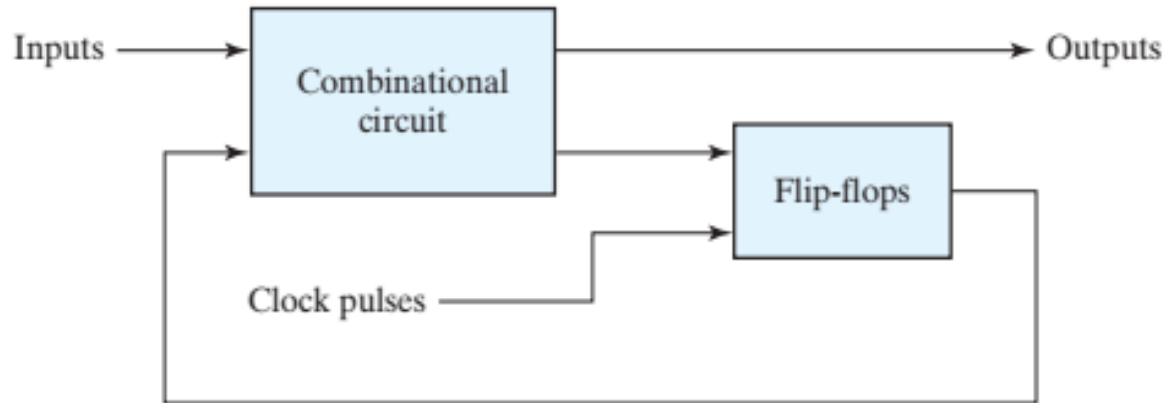 Inputs
Combinational
circuit
Outputs
Flip-flops
Clock pulses